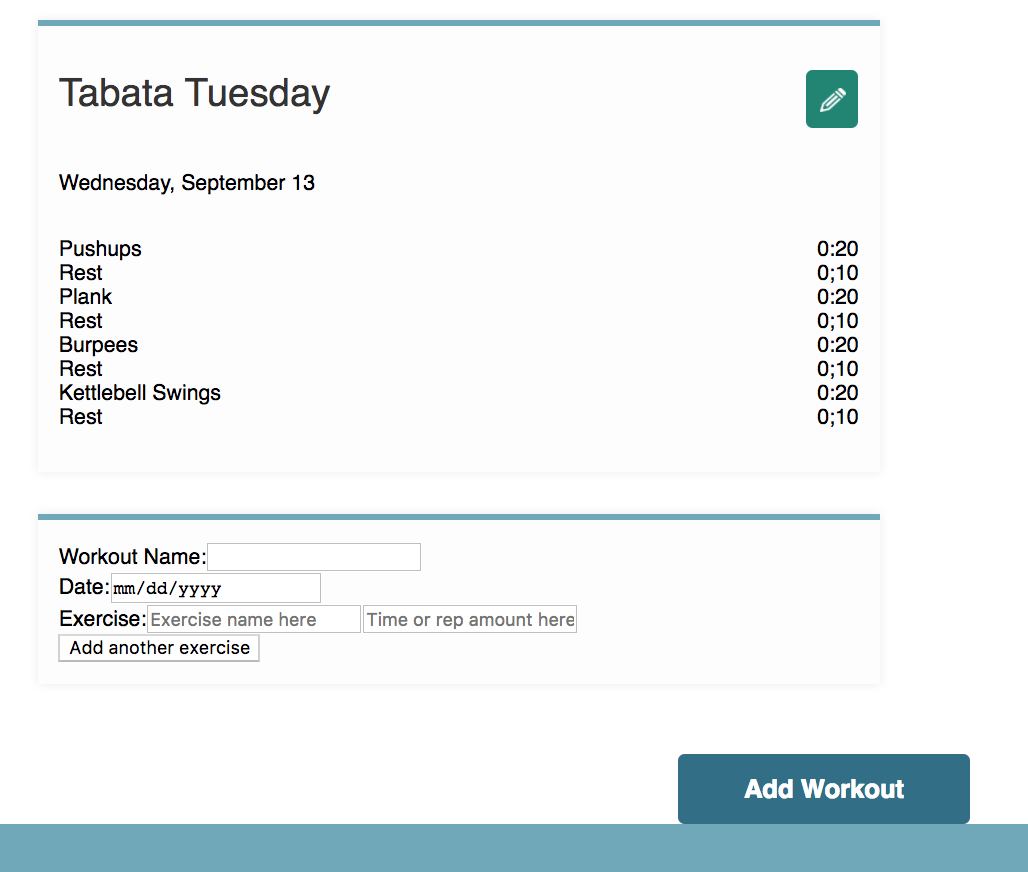 Tabata Tuesday
Wednesday, September 13
Pushups 0:20
Rest 0;10
Plank 0:20
Rest 0;10
Burpees 0:20
Rest 0;10
Kettlebell Swings 0:20
Rest 0;10
Workout Name:
Date: mm/dd/yyyy
Exercise: Exercise name here Time or rep amount here
Add another exercise
Add Workout